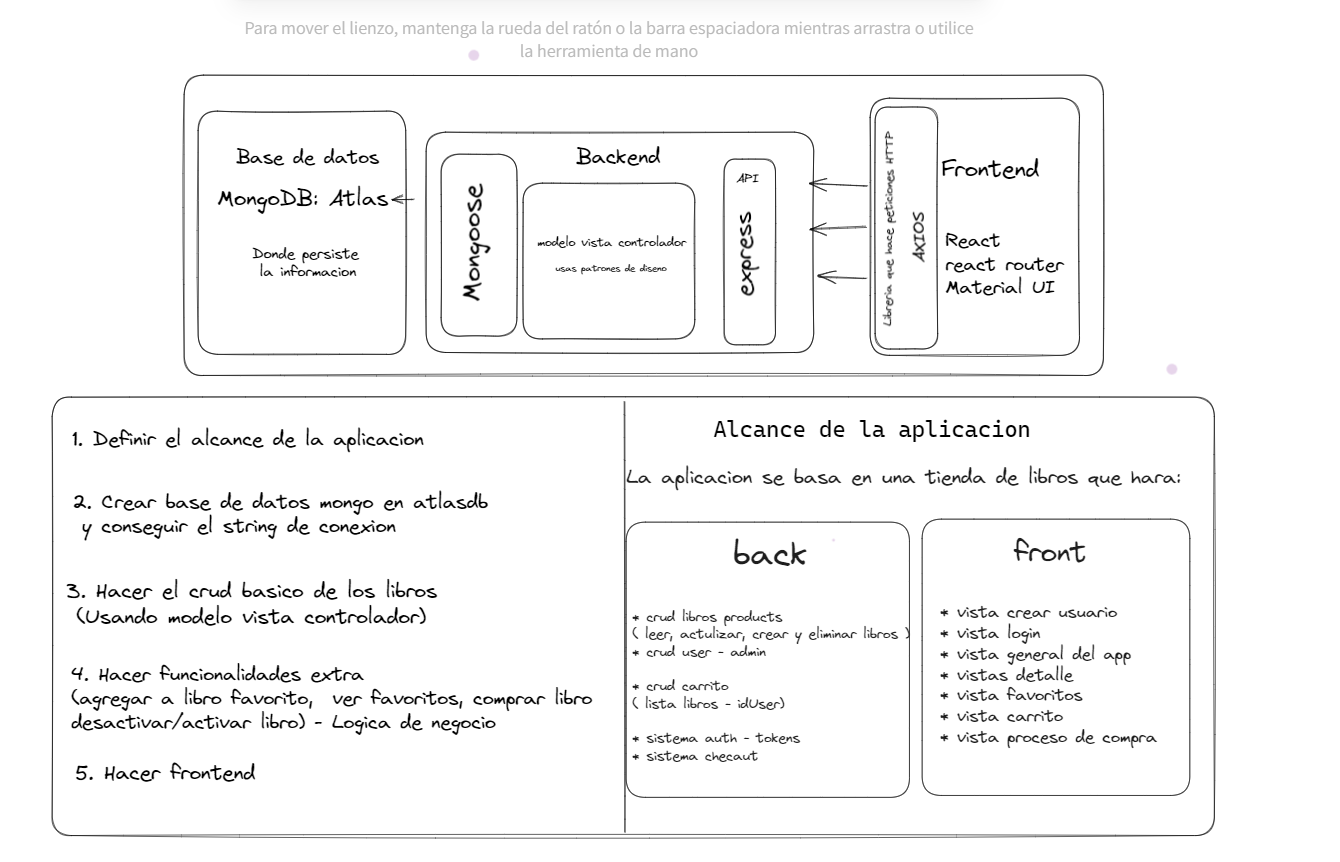 Para mover el lienzo, mantenga la rueda del ratón o la barra espaciadora mientras arrastra o utilice
la herramienta de mano
Base de datos
MongoDB: Atlas
Donde persiste
la informacion
Backend
Mongoose
modelo vista controlador
usas patrones de diseno
API
express
Libreria que hace peticiones HTTP
AXIOS
Frontend
React
react router
Material UI
1. Definir el alcance de la aplicacion
2. Crear base de datos mongo en atlasdb
y conseguir el string de conexion
3. Hacer el crud basico de los libros
(Usando modelo vista controlador)
4. Hacer funcionalidades extra
(agregar a libro favorito, ver favoritos, comprar libro
desactivar/activar libro) - Logica de negocio
5. Hacer frontend
Alcance de la aplicacion
La aplicacion se basa en una tienda de libros que hara:
back
* crud libros products
( leer, actulizar, crear y eliminar libros )
* crud user - admin
* crud carrito
( lista libros - idUser)
* sistema auth - tokens
* sistema checaut
front
* vista crear usuario
* vista login
* vista general del app
* vistas detalle
* vista favoritos
* vista carrito
* vista proceso de compra